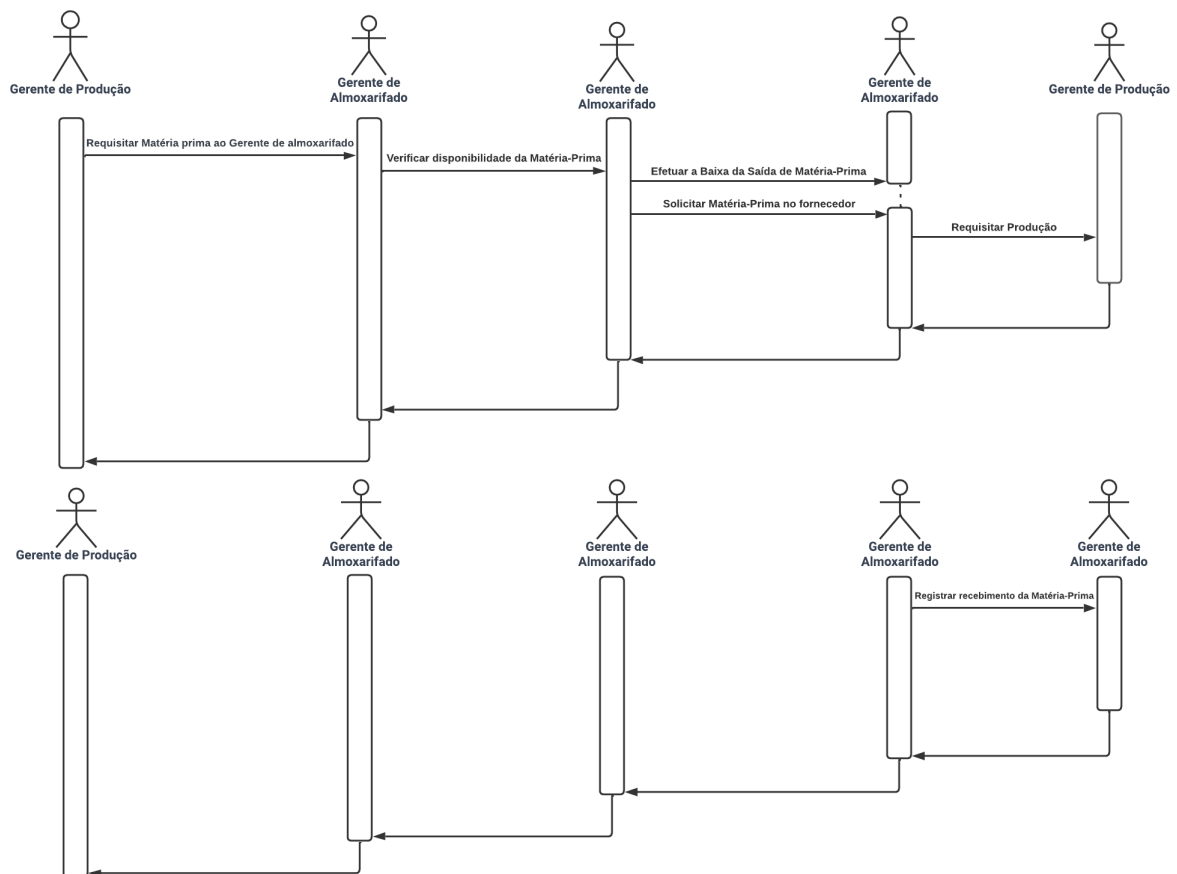 Gerente de Produção
Gerente de
Almoxarifado
Gerente de
Almoxarifado
Gerente de
Almoxarifado
Gerente de Produção
Requisitar Matéria prima ao Gerente de almoxarifado
Verificar disponibilidade da Matéria-Prima
Efetuar a Baixa da Saída de Matéria-Prima
Solicitar Matéria-Prima no fornecedor
Requisitar Produção
Gerente de Produção
Gerente de
Almoxarifado
Gerente de
Almoxarifado
Gerente de
Almoxarifado
Gerente de
Almoxarifado
Registrar recebimento da Matéria-Prima